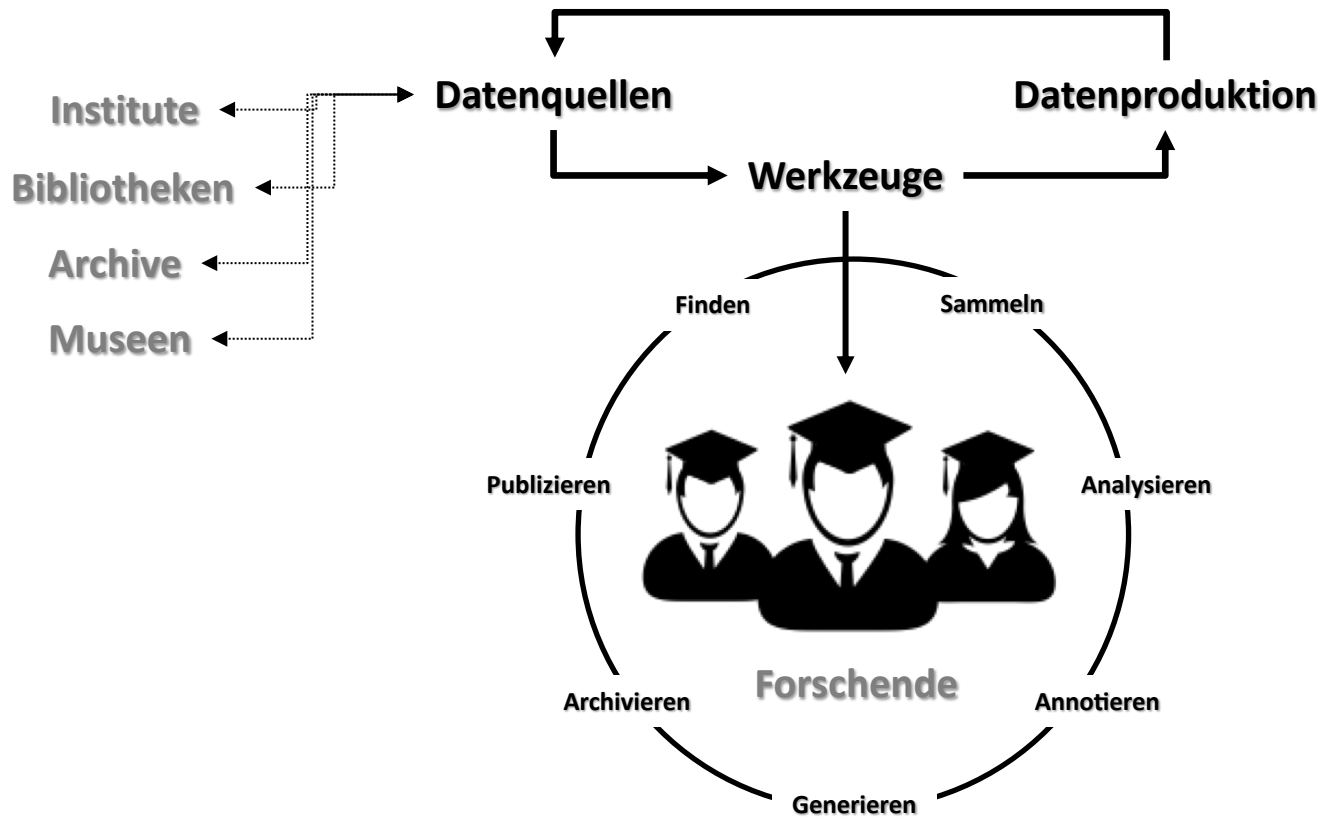 Datenquellen
Datenproduktion
Institute
Werkzeuge
Bibliotheken
Archive
Museen
Finden
Sammeln
Publizieren
Analysieren
Forschende
Archivieren
Annotieren
Generieren